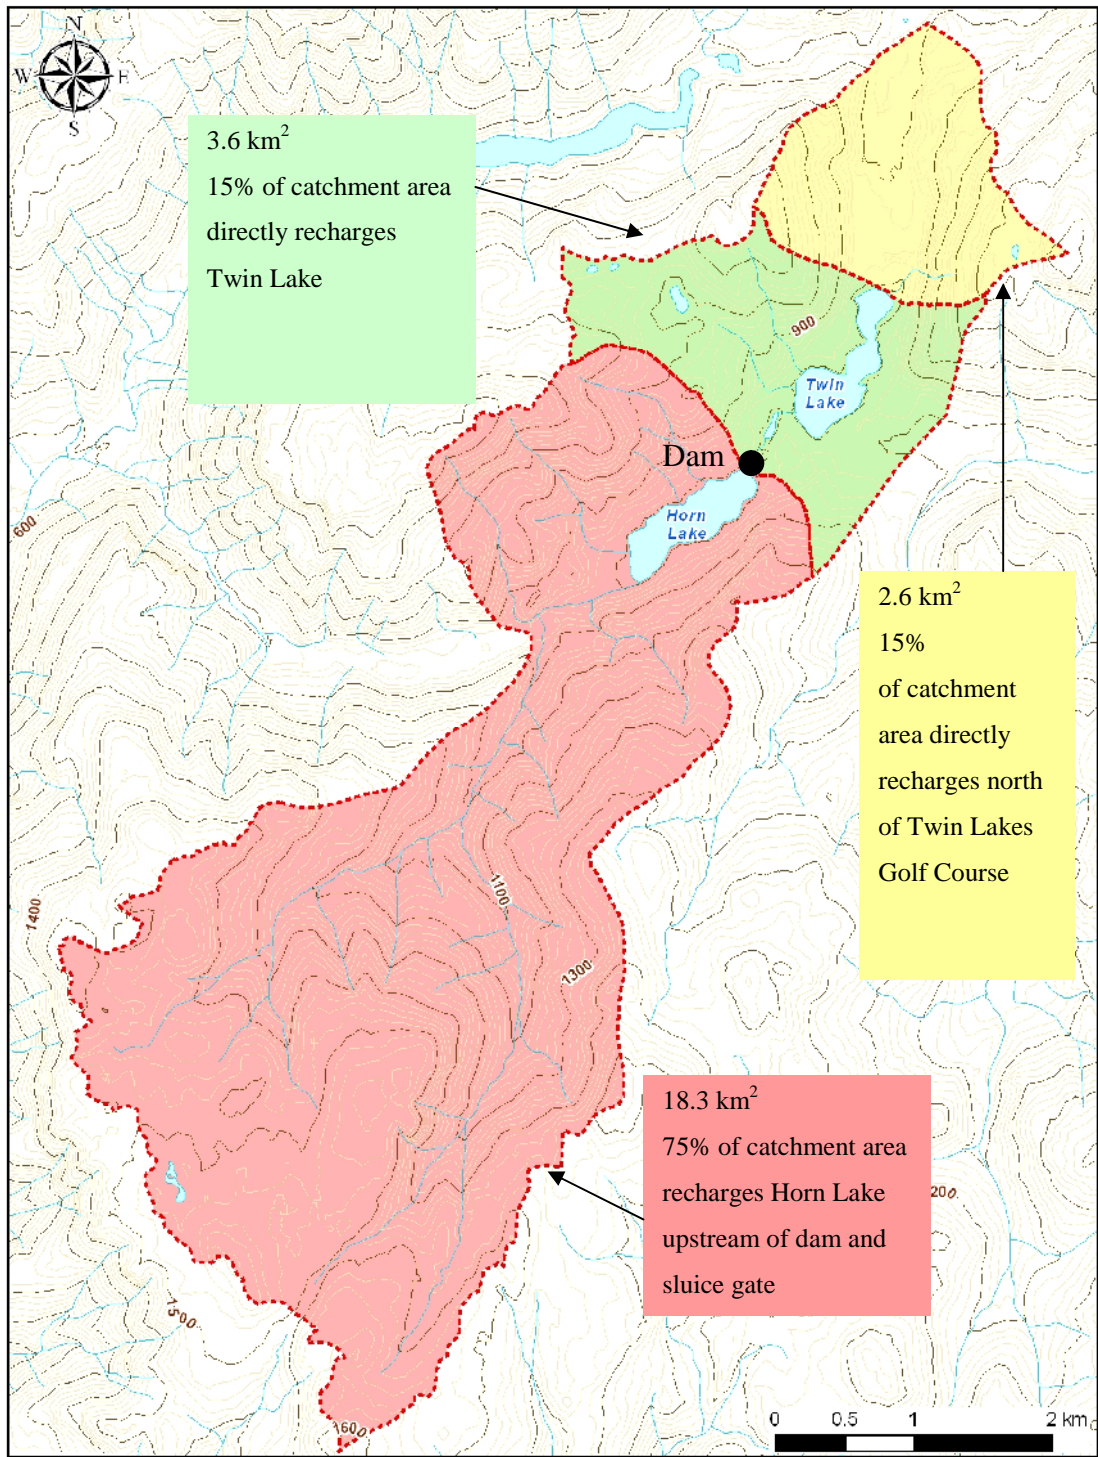 N
W E
S
3.6 km²
15% of catchment area
directly recharges
Twin Lake
900
Twin
Lake
Dam
Horn
Lake
600
2.6 km²
15%
of catchment
area directly
recharges north
of Twin Lakes
Golf Course
1100
1400
1300
18.3 km²
75% of catchment area
recharges Horn Lake
upstream of dam and
sluice gate
200
1500
600
0 0.5 1 2 km